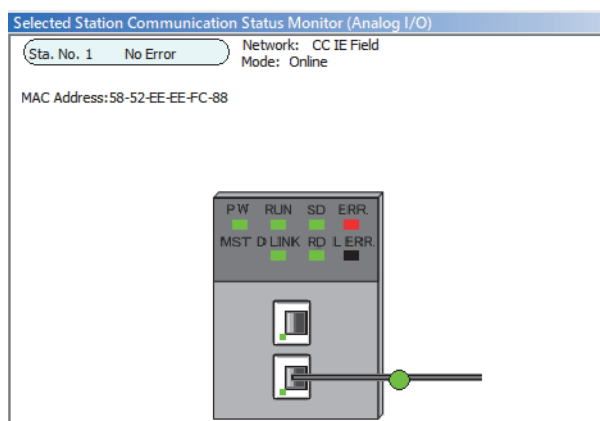 Selected Station Communication Status Monitor (Analog I/O)
Sta. No. 1 No Error
Network: CC IE Field
Mode: Online
MAC Address:58-52-EE-EE-FC-88
PW RUN SD ERR.
MST D LINK RD L ERR.